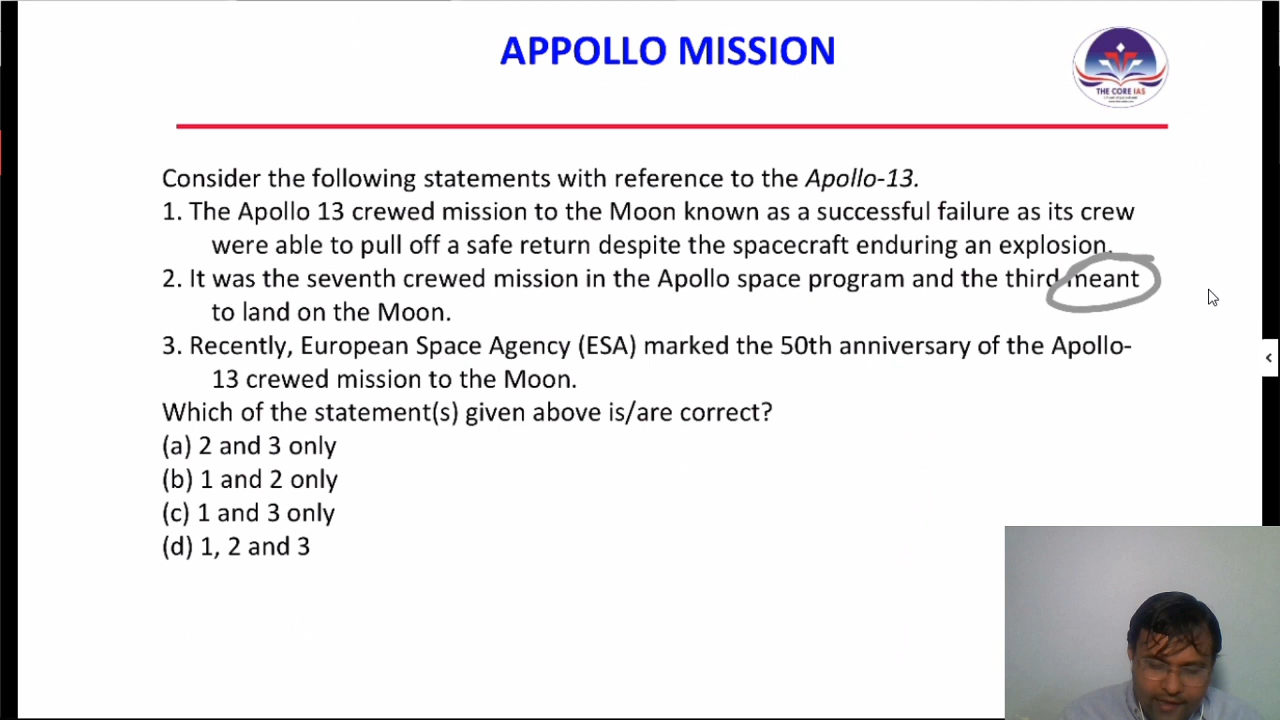 APPOLLO MISSION
THE CORE IAS
Consider the following statements with reference to the Apollo-13.
1. The Apollo 13 crewed mission to the Moon known as a successful failure as its crew
were able to pull off a safe return despite the spacecraft enduring an explosion.
2. It was the seventh crewed mission in the Apollo space program and the third meant
to land on the Moon.
3. Recently, European Space Agency (ESA) marked the 50th anniversary of the Apollo-
13 crewed mission to the Moon.
Which of the statement(s) given above is/are correct?
(a) 2 and 3 only
(b) 1 and 2 only
(c) 1 and 3 only
(d) 1, 2 and 3